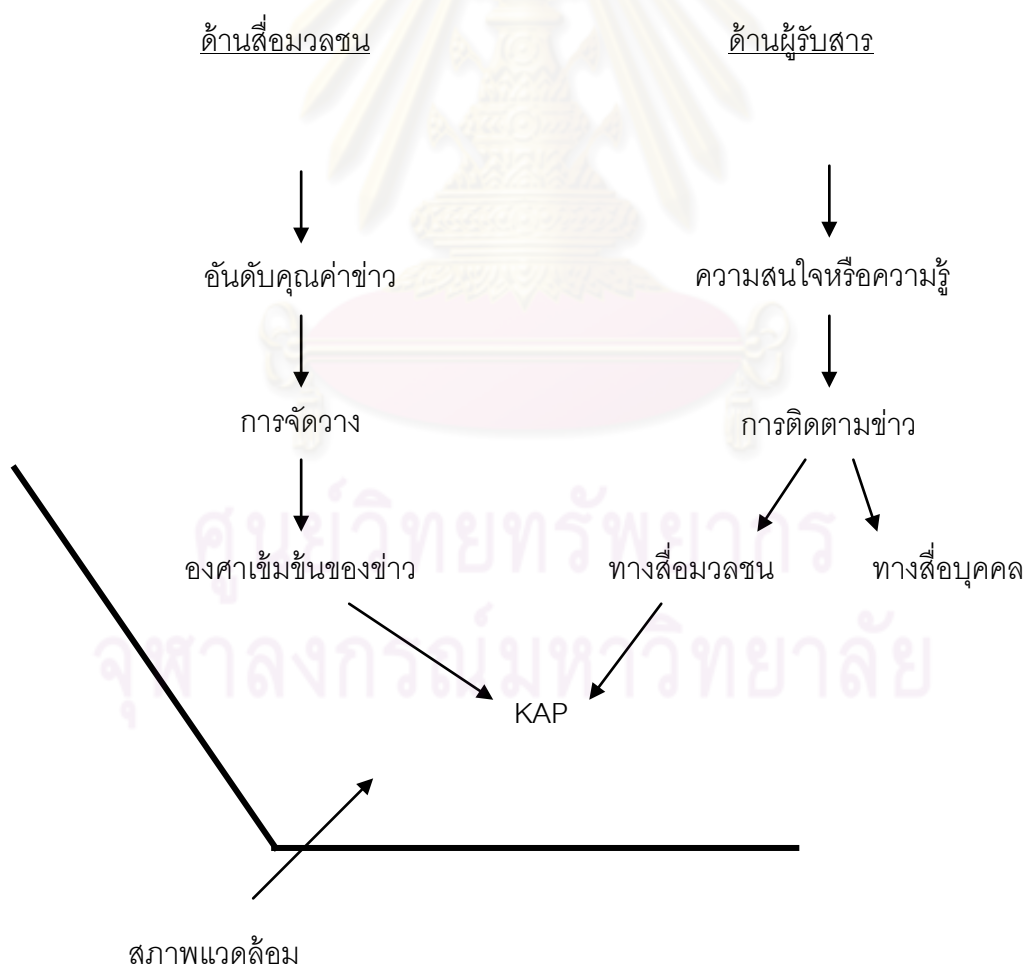 ด้านสื่อมวลชน ด้านผู้รับสาร
อันดับคุณค่าข่าว ความสนใจหรือความรู้
การจัดวาง การติดตามข่าว
องศาเข้มข้นของข่าว ทางสื่อมวลชน ทางสื่อบุคคล
KAP
สภาพแวดล้อม
ศูนย์วิทยทรัพยากร
จุฬาลงกรณ์มหาวิทยาลัย